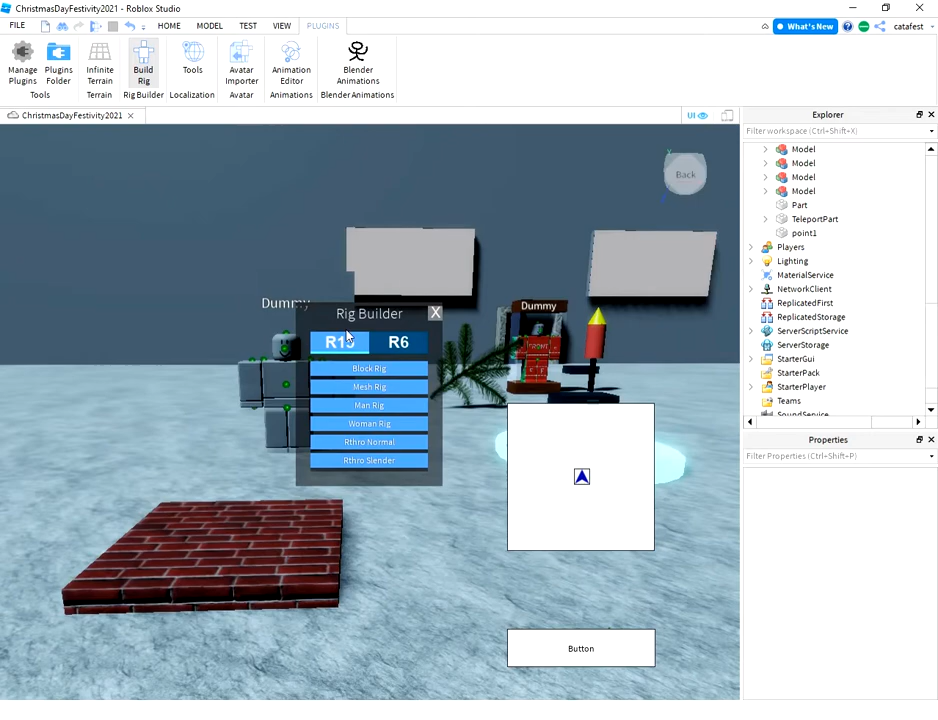 ChristmasDayFestivity2021 - Roblox Studio
FILE HOME MODEL TEST VIEW PLUGINS What's New catafest
Manage Plugins
Plugins Folder
Infinite Terrain
Build Rig
Tools
Avatar Importer
Animation Editor
Blender Animations
Tools Terrain Rig Builder Localization Avatar Animations Blender Animations
ChristmasDayFestivity2021 UI
Back
Dummy
Dummy
FRONT
Rig Builder X
R15 R6
Block Rig
Mesh Rig
Man Rig
Woman Rig
Rthro Normal
Rthro Slender
Button
Explorer
Filter workspace (Ctrl+Shift+X)
Model
Model
Model
Model
Part
TeleportPart
point1
Players
Lighting
MaterialService
NetworkClient
ReplicatedFirst
ReplicatedStorage
ServerScriptService
ServerStorage
StarterGui
StarterPack
StarterPlayer
Teams
SoundService
Properties
Filter Properties (Ctrl+Shift+P)